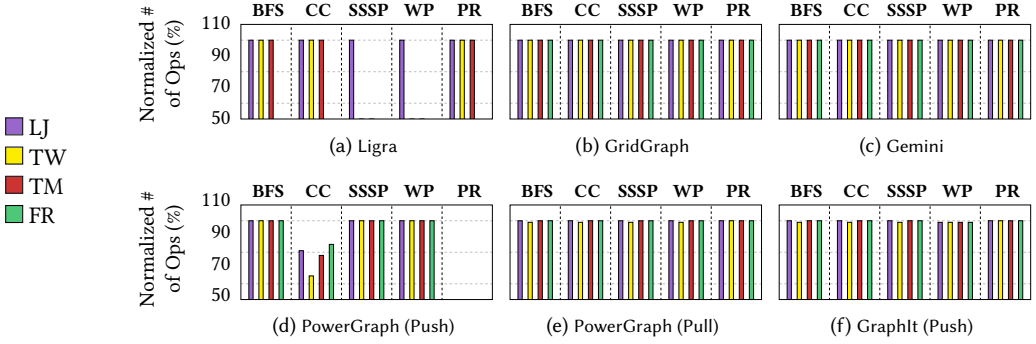 BFS CC SSSP WP PR BFS CC SSSP WP PR BFS CC SSSP WP PR
Normalized #
of Ops (%)
110
90
70
50
(a) Ligra
(b) GridGraph
(c) Gemini
LJ
TW
TM
FR
BFS CC SSSP WP PR BFS CC SSSP WP PR BFS CC SSSP WP PR
Normalized #
of Ops (%)
110
90
70
50
(d) PowerGraph (Push)
(e) PowerGraph (Pull)
(f) GraphIt (Push)